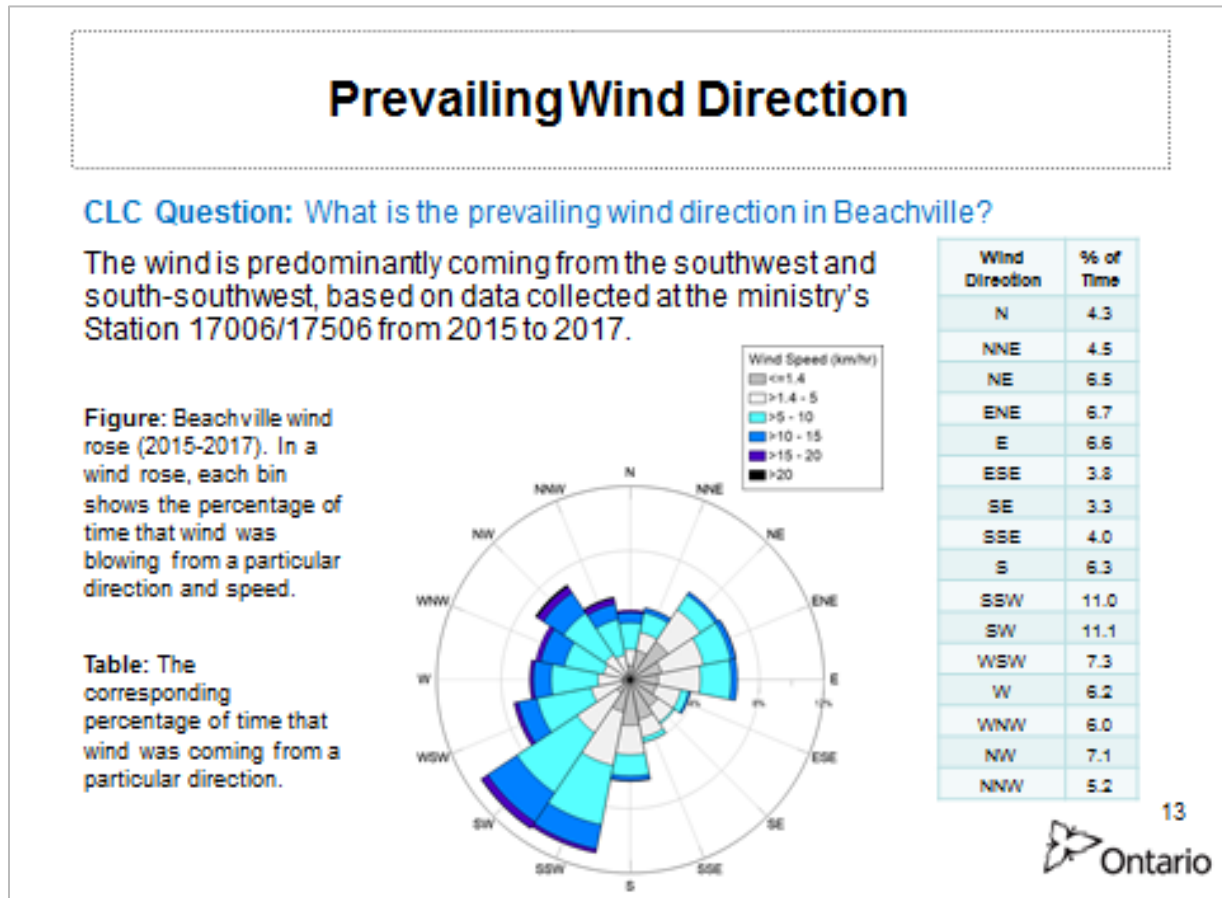 Prevailing Wind Direction
CLC Question: What is the prevailing wind direction in Beachville?
The wind is predominantly coming from the southwest and
south-southwest, based on data collected at the ministry's
Station 17006/17506 from 2015 to 2017.
Figure: Beachville wind
rose (2015-2017). In a
wind rose, each bin
shows the percentage of
time that wind was
blowing from a particular
direction and speed.
Table: The
corresponding
percentage of time that
wind was coming from a
particular direction.
Wind Speed (km/hr)
<=1.4
>1.4 - 5
>5 - 10
>10 - 15
>15 - 20
>20
N
NNE
NE
ENE
E
ESE
SE
SSE
S
SSW
SW
WSW
W
WNW
NW
NNW
4%
8%
12%
Wind Direction % of Time
N 4.3
NNE 4.5
NE 6.5
ENE 6.7
E 6.6
ESE 3.8
SE 3.3
SSE 4.0
S 6.3
SSW 11.0
SW 11.1
WSW 7.3
W 6.2
WNW 6.0
NW 7.1
NNW 5.2
13
Ontario